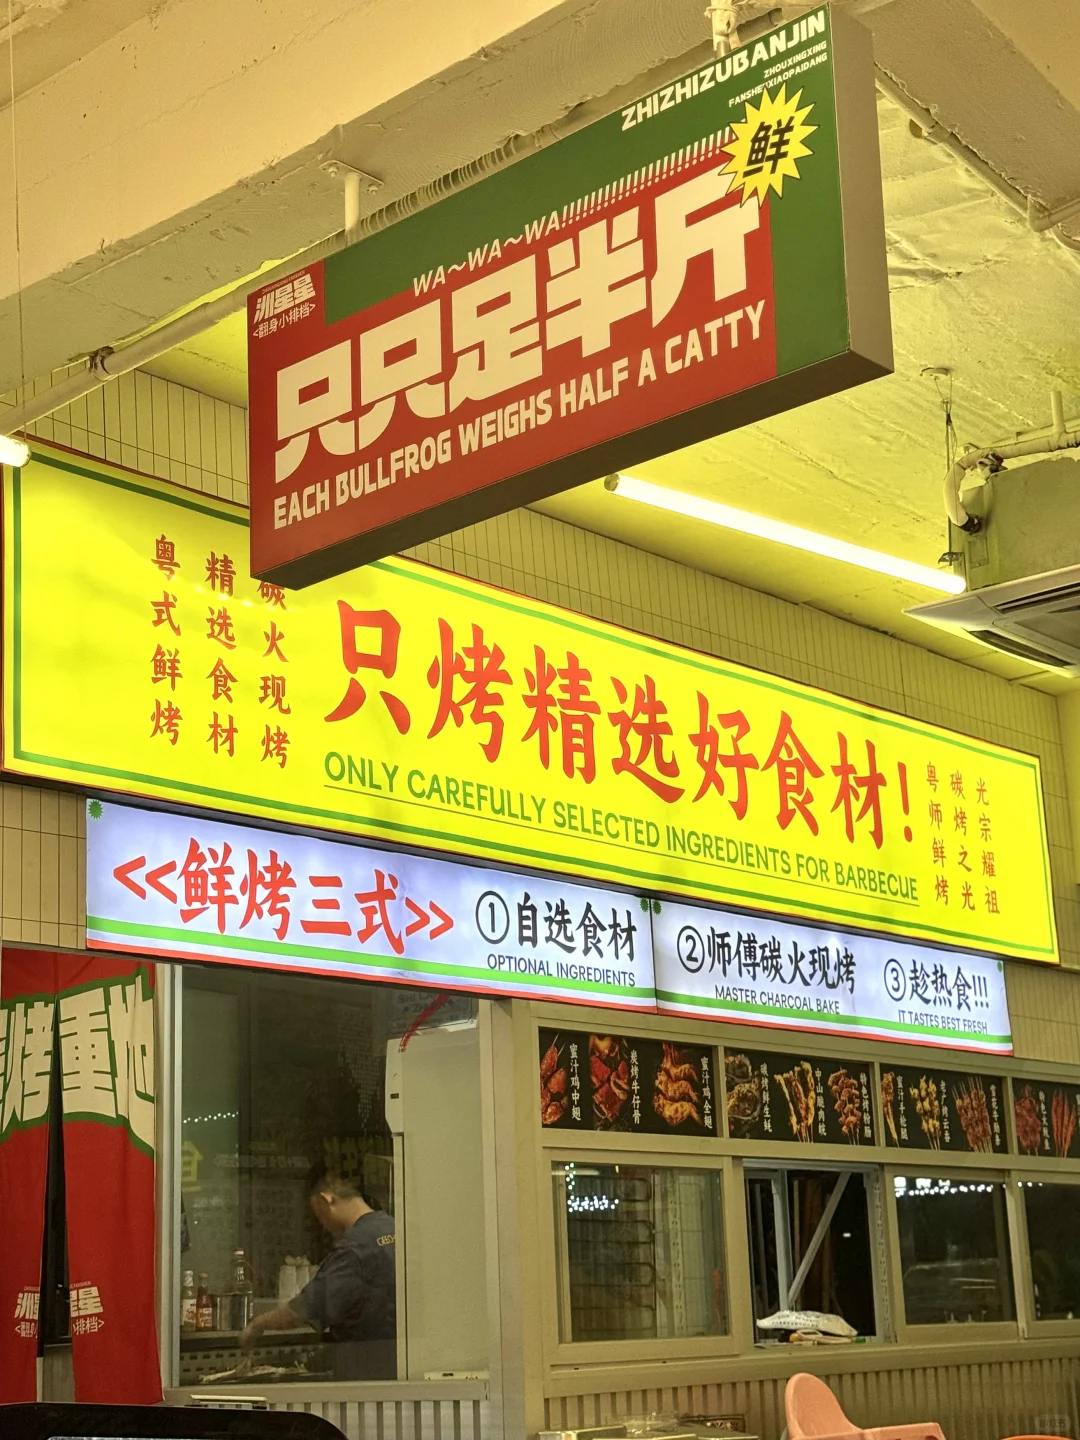 ZHIZHIZUBANJIN
ZHOUXINGXING
FANSHENXIAOPAIDANG
鲜
WA~WA~WA!!!!!!!!!!!!!!!!!!!!!!
洲星星
<翻身小排档>
只只足半斤
EACH BULLFROG WEIGHS HALF A CATTY
粤式鲜烤
精选食材
碳火现烤
只烤精选好食材!
ONLY CAREFULLY SELECTED INGREDIENTS FOR BARBECUE
粤师鲜烤
碳烤之光
光宗耀祖
<<鲜烤三式>>
①自选食材
OPTIONAL INGREDIENTS
②师傅碳火现烤
MASTER CHARCOAL BAKE
③趁热食!!!
IT TASTES BEST FRESH
烤重地
蜜汁鸡中翅
炭烤牛仔骨
蜜汁鸡全翅
碳烤鲜生蚝
洲星星
<翻身小排档>